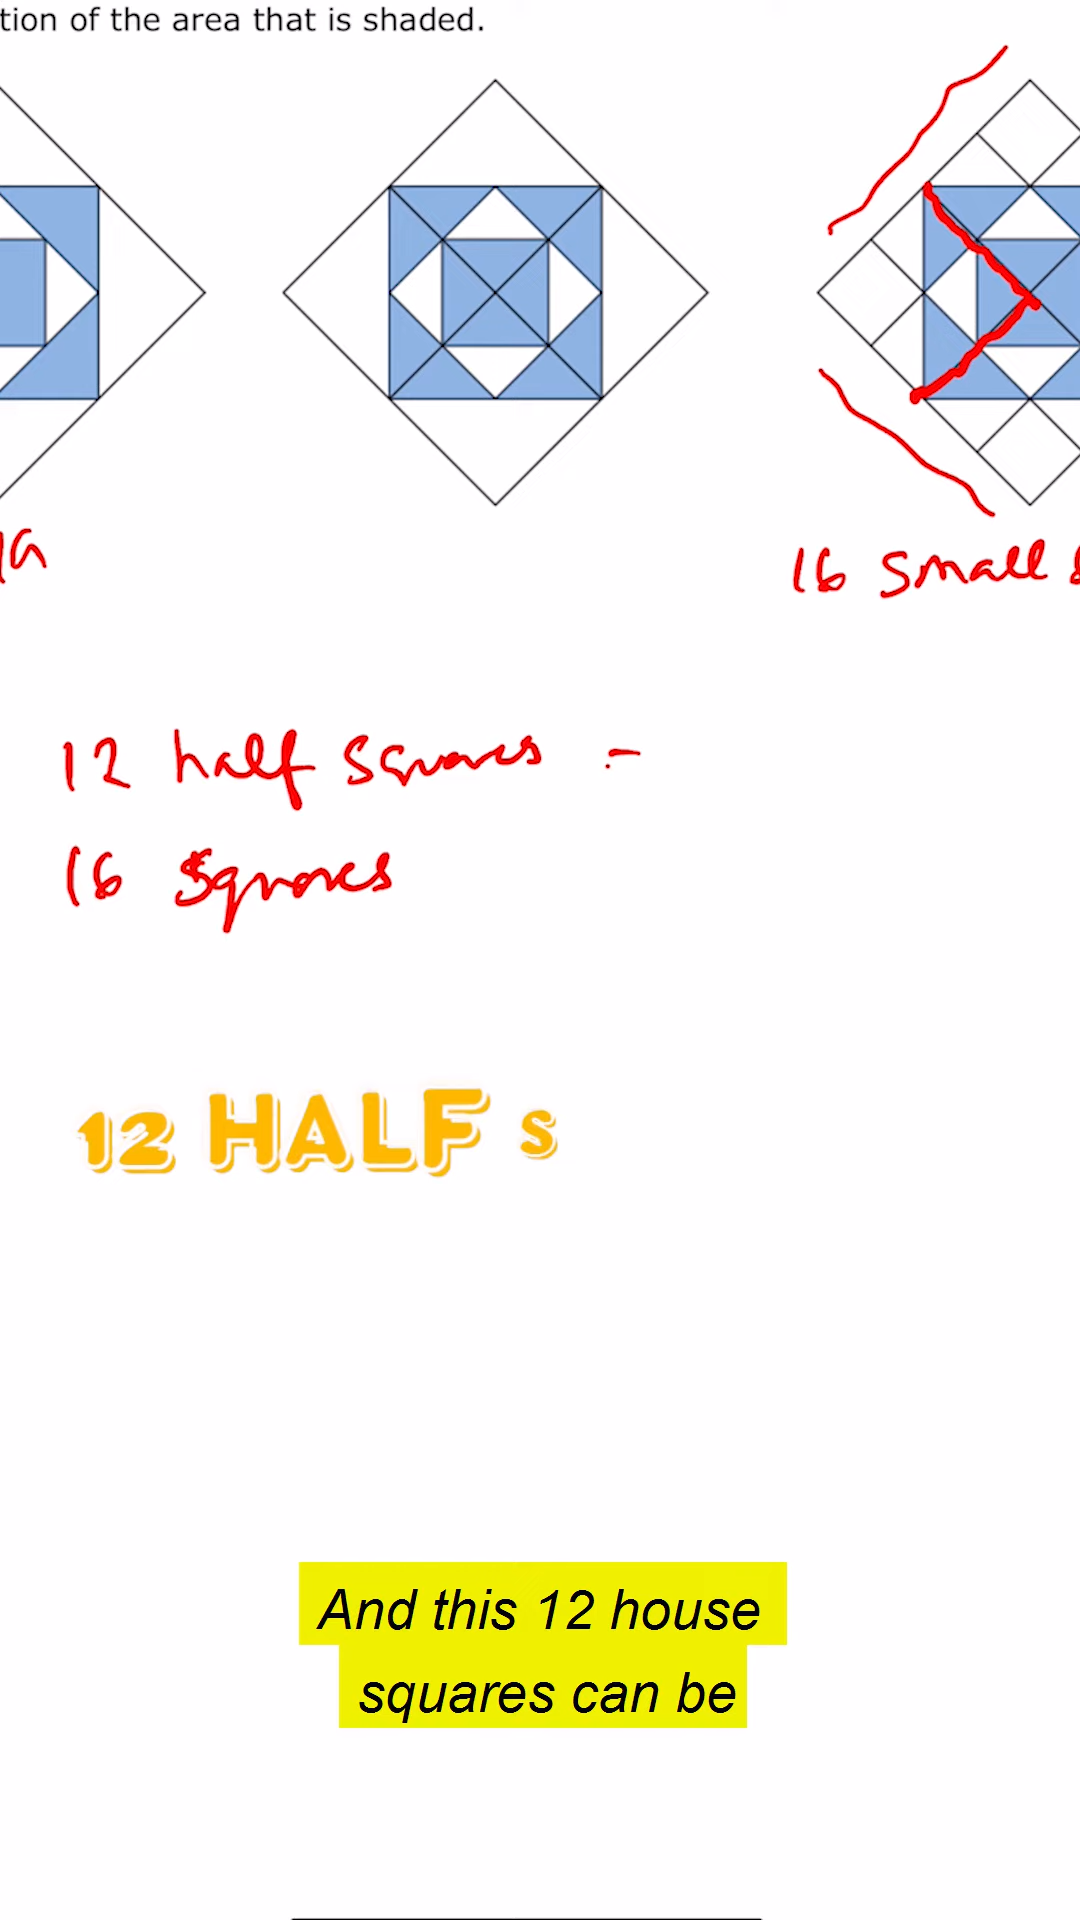 tion of the area that is shaded.
16 small
12 half squares =
16 squares
12 HALF s
And this 12 house
squares can be